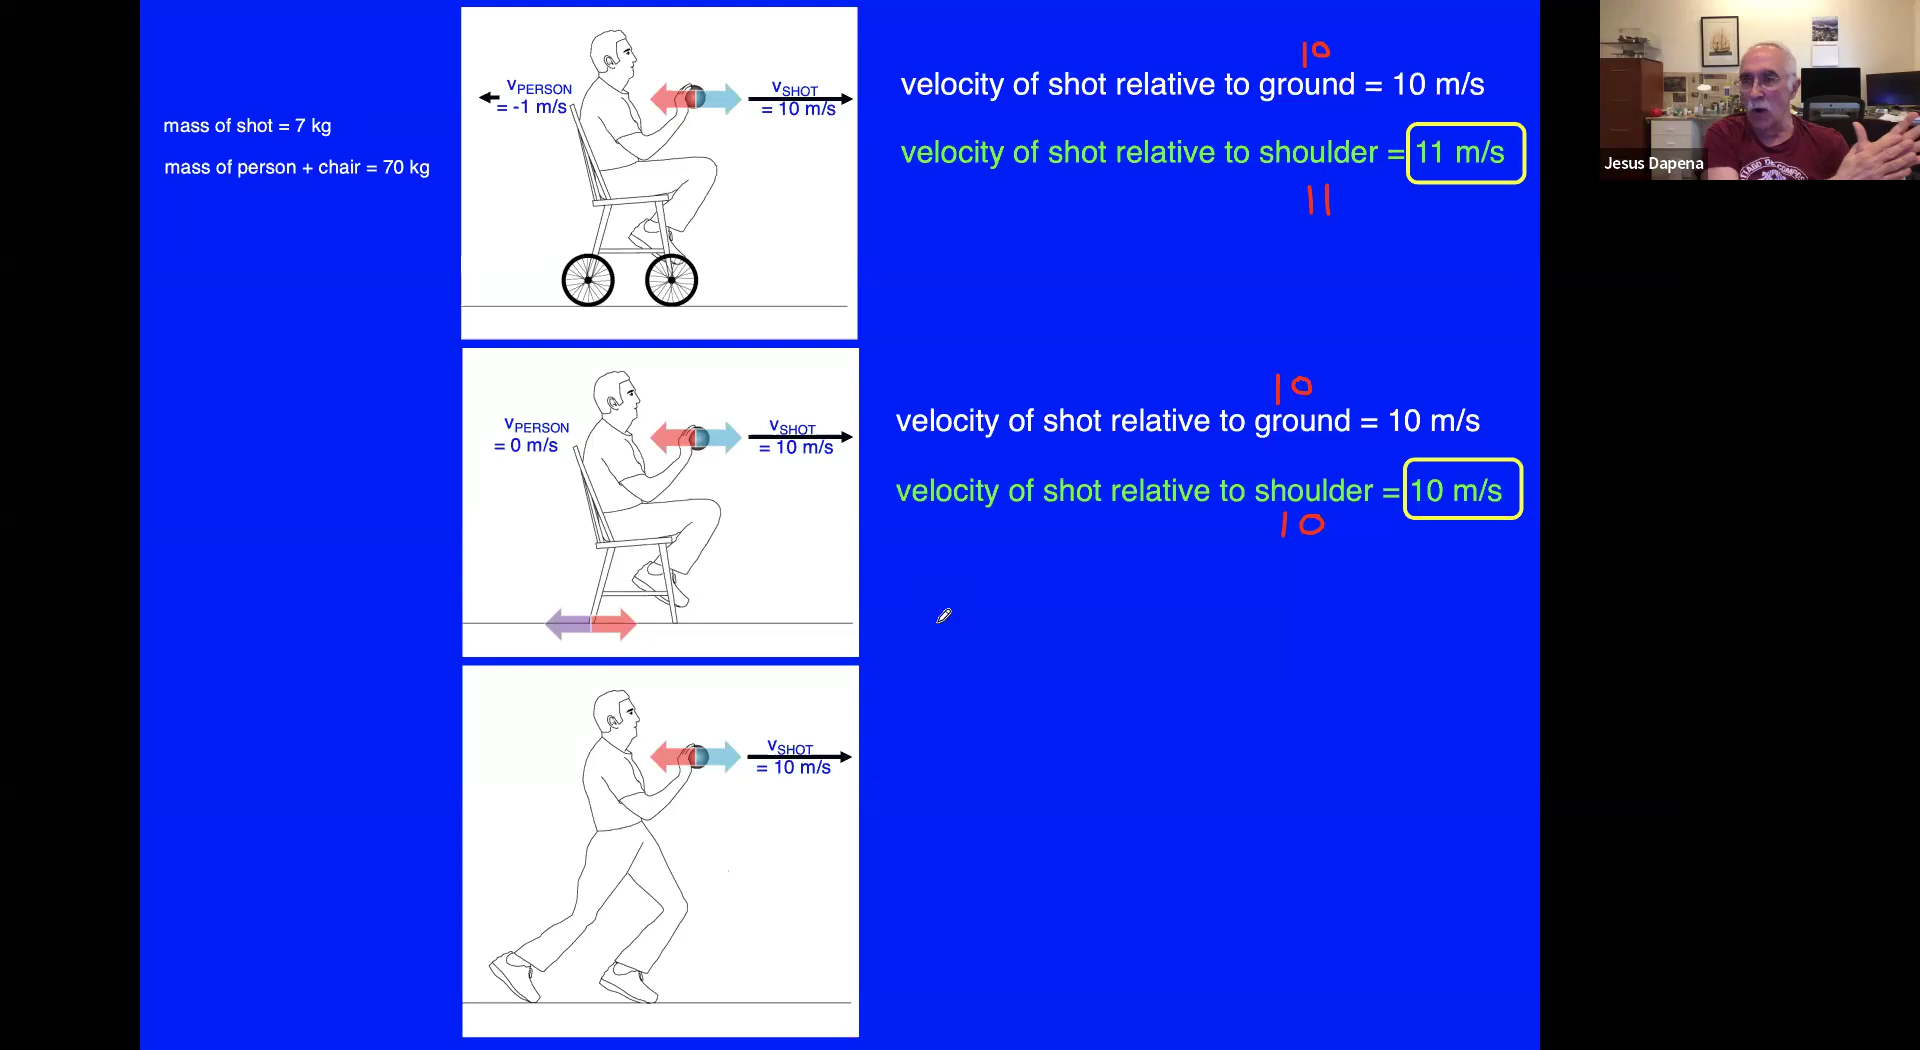 mass of shot = 7 kg
mass of person + chair = 70 kg
vPERSON
= -1 m/s
vSHOT
= 10 m/s
10
velocity of shot relative to ground = 10 m/s
velocity of shot relative to shoulder = 11 m/s
11
Jesus Dapena
vPERSON
= 0 m/s
vSHOT
= 10 m/s
10
velocity of shot relative to ground = 10 m/s
velocity of shot relative to shoulder = 10 m/s
10
vSHOT
= 10 m/s